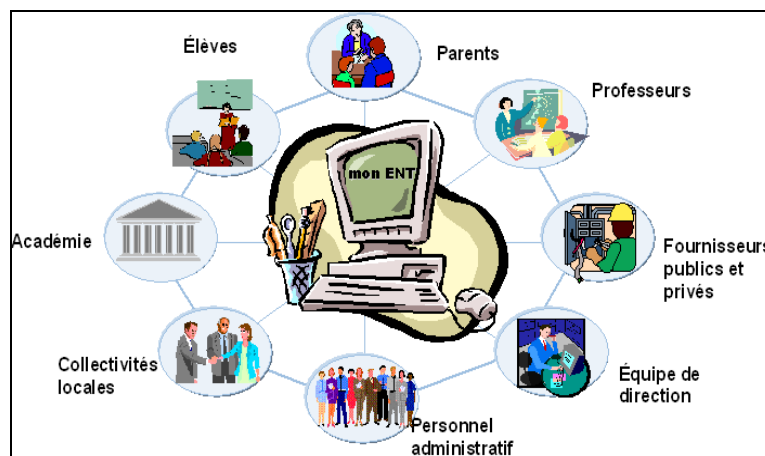 Élèves
Parents
Professeurs
mon ENT
Académie
Fournisseurs
publics et
privés
Collectivités
locales
Équipe de
direction
Personnel
administratif